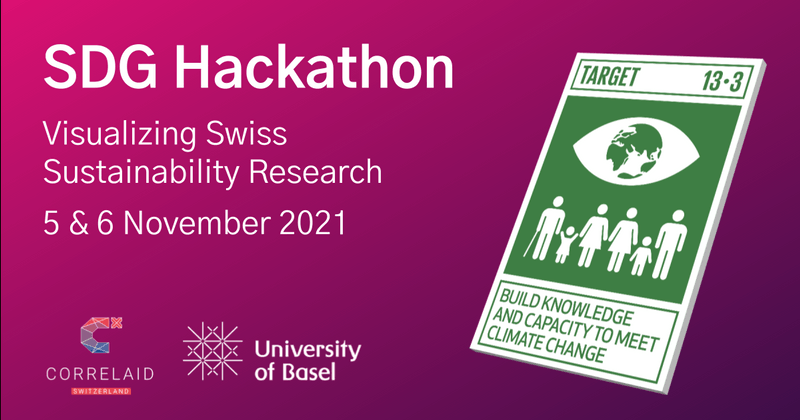 SDG Hackathon
Visualizing Swiss
Sustainability Research
5 & 6 November 2021
CORRELAID
SWITZERLAND
University
of Basel
TARGET 13·3
BUILD KNOWLEDGE
AND CAPACITY TO MEET
CLIMATE CHANGE